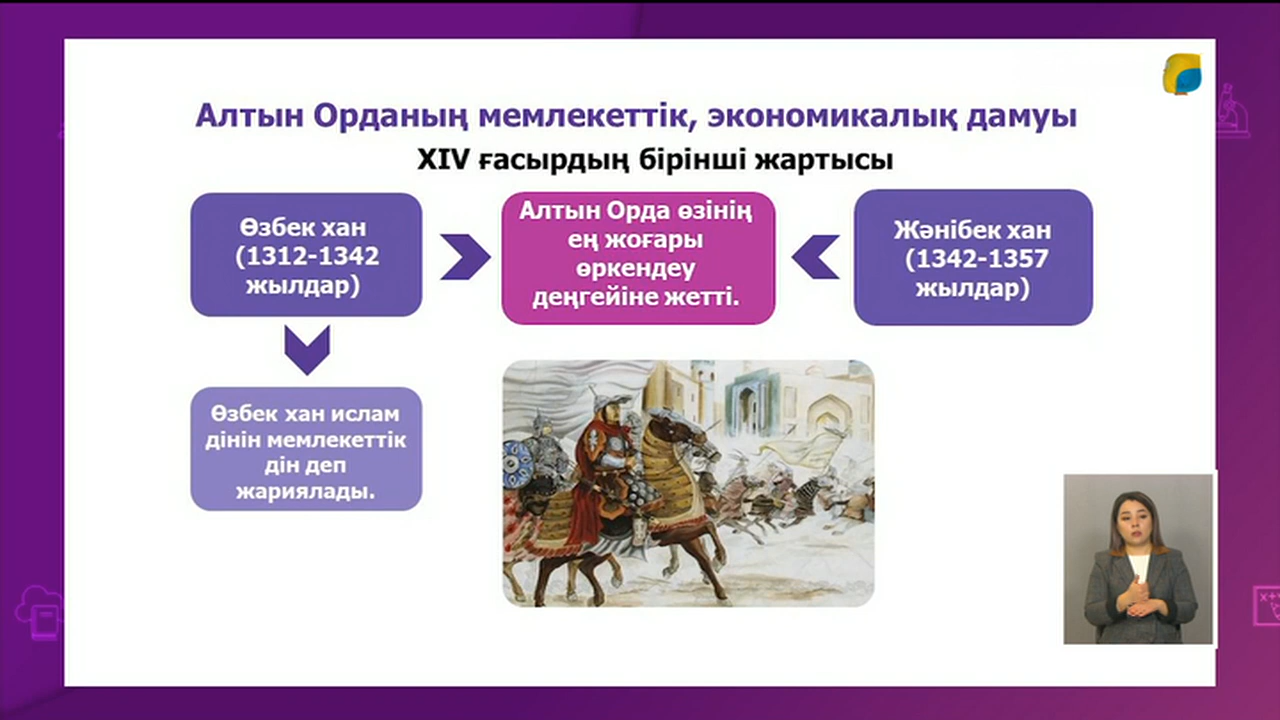 Алтын Орданың мемлекеттік, экономикалық дамуы
XIV ғасырдың бірінші жартысы
Өзбек хан
(1312-1342
жылдар)
Алтын Орда өзінің
ең жоғары
өркендеу
деңгейіне жетті.
Жәнібек хан
(1342-1357
жылдар)
Өзбек хан ислам
дінін мемлекеттік
дін деп
жариялады.